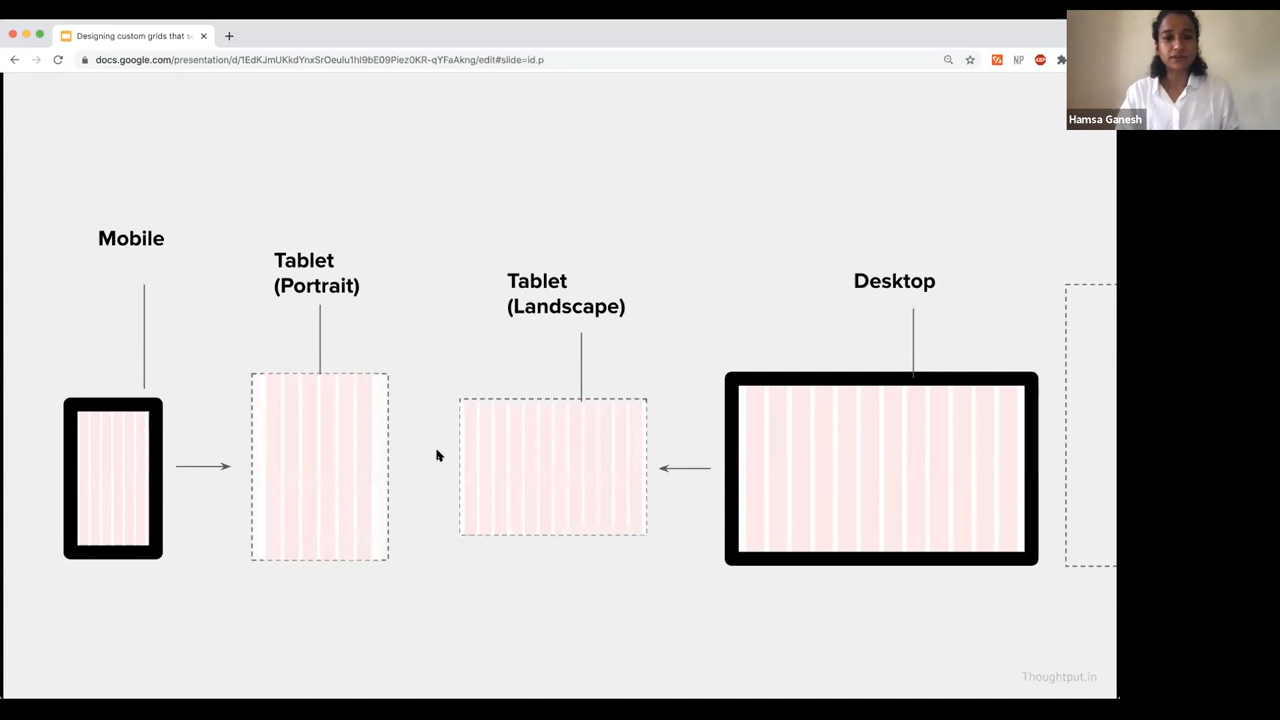 Designing custom grids that s
docs.google.com/presentation/d/1EdKJmUKkdYnxSrOeulu1hI9bE09Piez0KR-qYFaAkng/edit#slide=id.p
NP
ABP
Hamsa Ganesh
Mobile
Tablet
(Portrait)
Tablet
(Landscape)
Desktop
Thoughtput.in